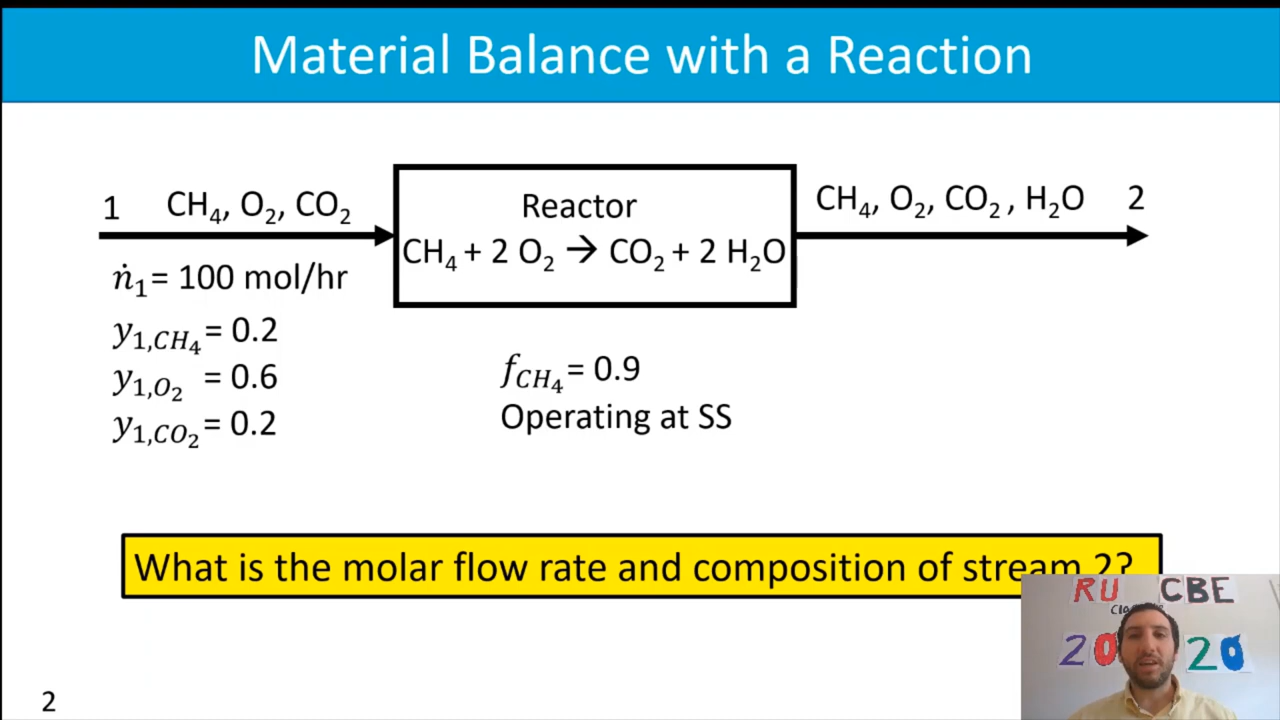 Material Balance with a Reaction
1 CH₄, O₂, CO₂
Reactor
CH₄ + 2 O₂ → CO₂ + 2 H₂O
CH₄, O₂, CO₂ , H₂O 2
ṅ₁ = 100 mol/hr
y₁,CH₄ = 0.2
y₁,O₂ = 0.6
y₁,CO₂ = 0.2
fCH₄ = 0.9
Operating at SS
What is the molar flow rate and composition of stream 2?
RU CBE
20 20
2